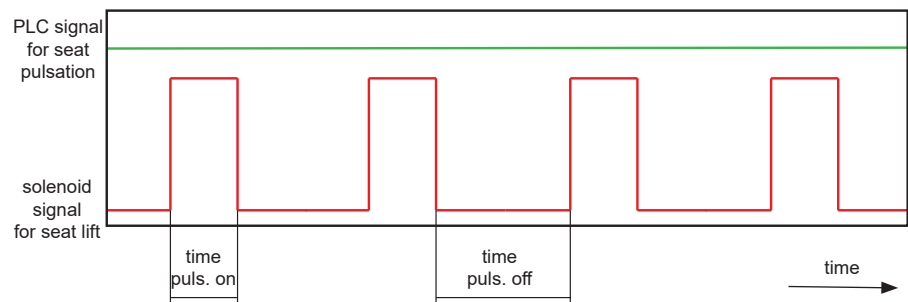 PLC signal
for seat
pulsation
solenoid
signal
for seat lift
time
puls. on
time
puls. off
time